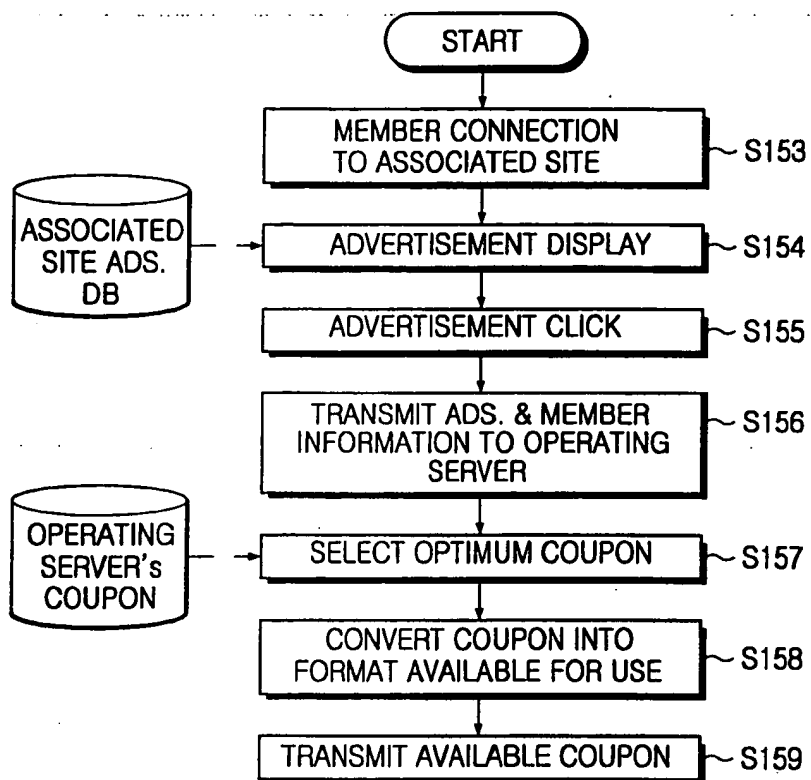 START
MEMBER CONNECTION
TO ASSOCIATED SITE
S153
ASSOCIATED
SITE ADS.
DB
ADVERTISEMENT DISPLAY
S154
ADVERTISEMENT CLICK
S155
TRANSMIT ADS. & MEMBER
INFORMATION TO OPERATING
SERVER
S156
OPERATING
SERVER's
COUPON
SELECT OPTIMUM COUPON
S157
CONVERT COUPON INTO
FORMAT AVAILABLE FOR USE
S158
TRANSMIT AVAILABLE COUPON
S159